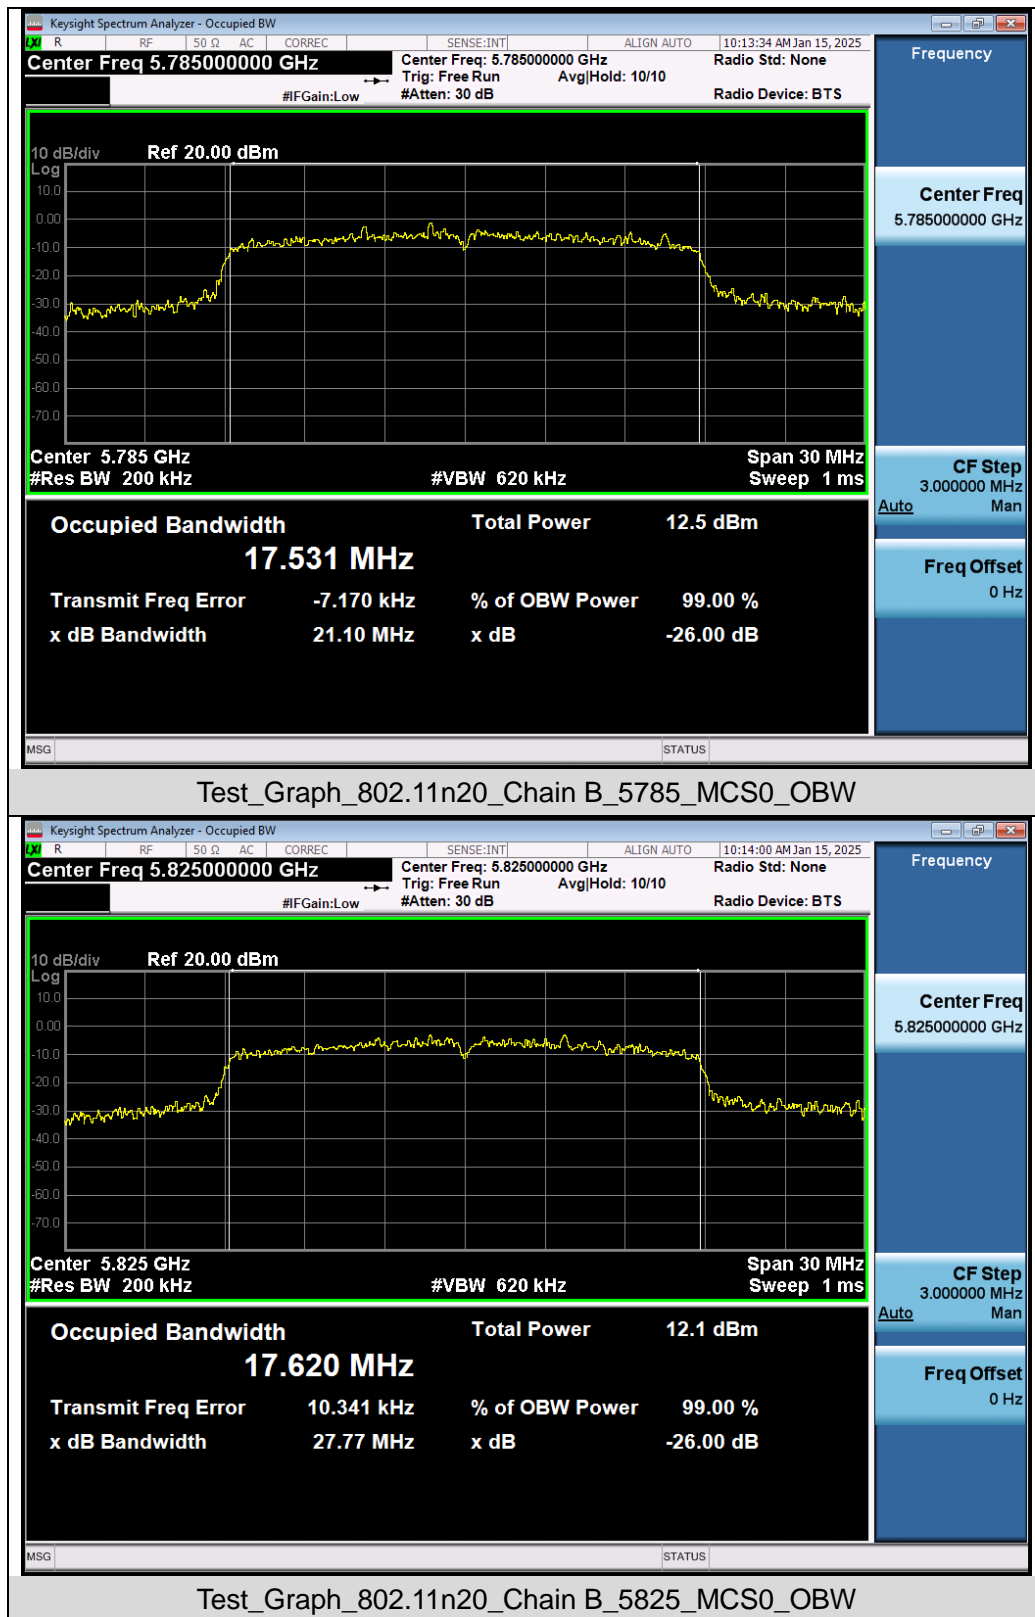 Keysight Spectrum Analyzer - Occupied BW
LXI R RF 50 Ω AC CORREC SENSE:INT ALIGN AUTO 10:13:34 AM Jan 15, 2025
Center Freq 5.785000000 GHz
Center Freq: 5.785000000 GHz
Radio Std: None
Trig: Free Run Avg|Hold: 10/10
#IFGain:Low
#Atten: 30 dB
Radio Device: BTS
Frequency
10 dB/div Ref 20.00 dBm
Log
10.0
0.00
-10.0
-20.0
-30.0
-40.0
-50.0
-60.0
-70.0
Center 5.785 GHz Span 30 MHz
#Res BW 200 kHz #VBW 620 kHz Sweep 1 ms
Center Freq
5.785000000 GHz
CF Step
3.000000 MHz
Auto Man
Freq Offset
0 Hz
Occupied Bandwidth Total Power 12.5 dBm
17.531 MHz
Transmit Freq Error -7.170 kHz % of OBW Power 99.00 %
x dB Bandwidth 21.10 MHz x dB -26.00 dB
MSG STATUS
Test_Graph_802.11n20_Chain B_5785_MCS0_OBW
Keysight Spectrum Analyzer - Occupied BW
LXI R RF 50 Ω AC CORREC SENSE:INT ALIGN AUTO 10:14:00 AM Jan 15, 2025
Center Freq 5.825000000 GHz
Center Freq: 5.825000000 GHz
Radio Std: None
Trig: Free Run Avg|Hold: 10/10
#IFGain:Low
#Atten: 30 dB
Radio Device: BTS
Frequency
10 dB/div Ref 20.00 dBm
Log
10.0
0.00
-10.0
-20.0
-30.0
-40.0
-50.0
-60.0
-70.0
Center 5.825 GHz Span 30 MHz
#Res BW 200 kHz #VBW 620 kHz Sweep 1 ms
Center Freq
5.825000000 GHz
CF Step
3.000000 MHz
Auto Man
Freq Offset
0 Hz
Occupied Bandwidth Total Power 12.1 dBm
17.620 MHz
Transmit Freq Error 10.341 kHz % of OBW Power 99.00 %
x dB Bandwidth 27.77 MHz x dB -26.00 dB
MSG STATUS
Test_Graph_802.11n20_Chain B_5825_MCS0_OBW